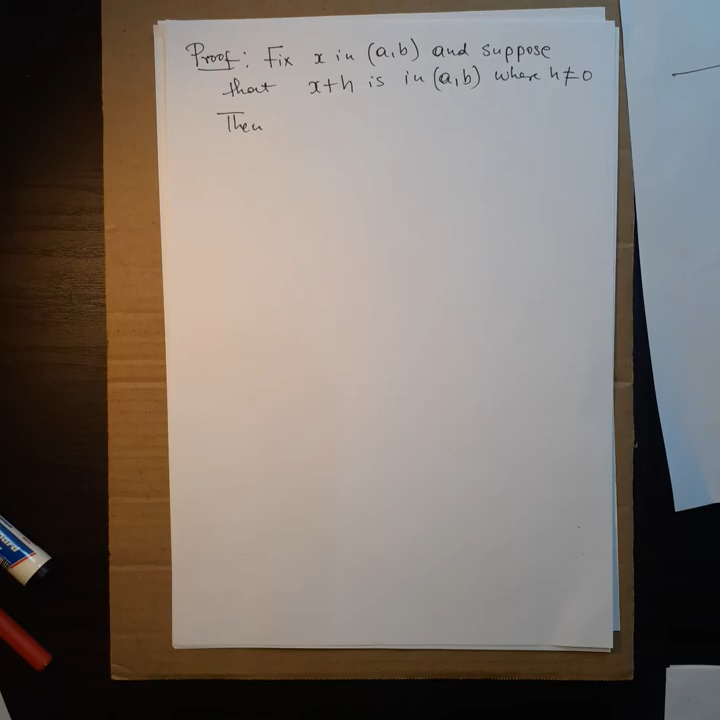 Proof: Fix x in (a,b) and suppose
that x+h is in (a,b) where h≠0
Then